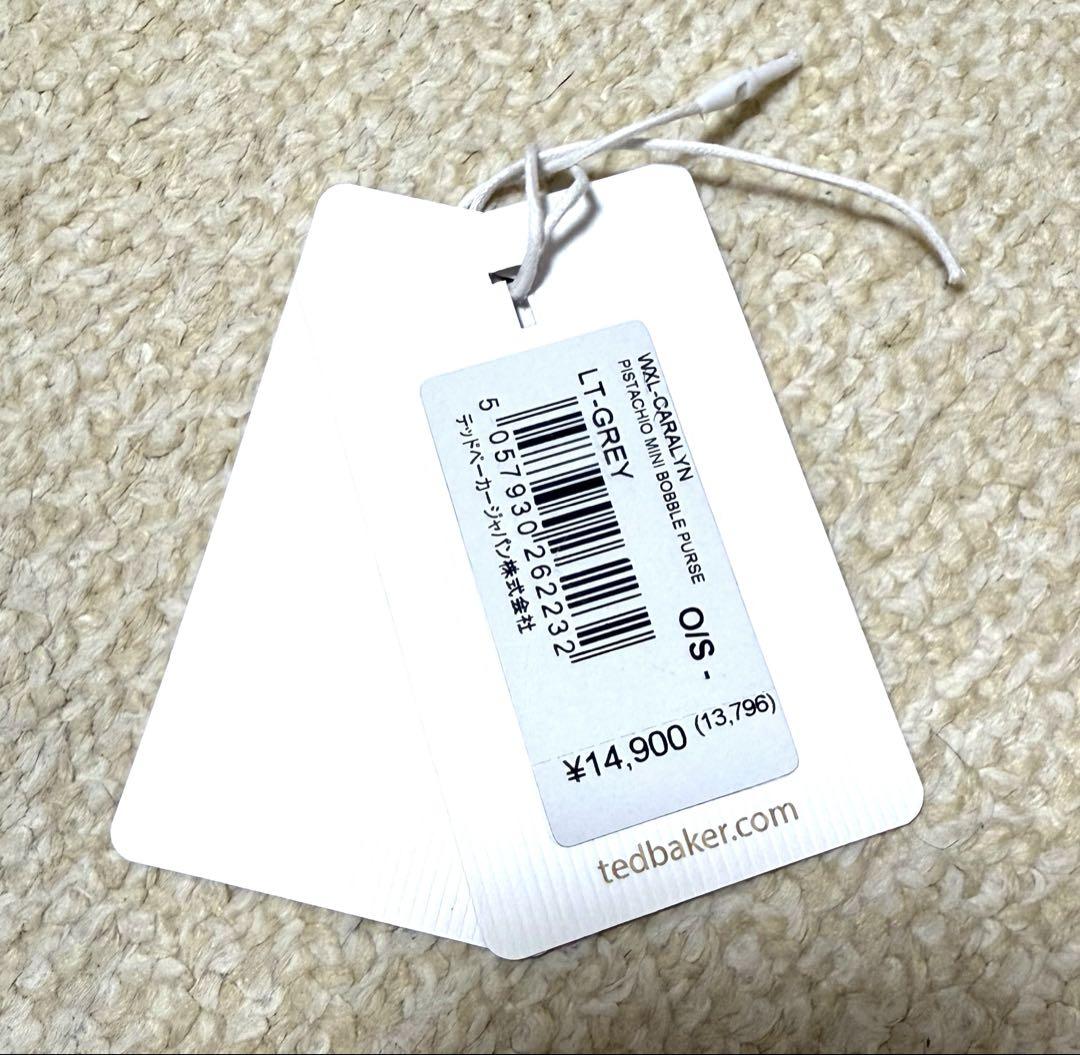 WXL-CARALYN
PISTACHIO MINI BOBBLE PURSE
LT-GREY
O/S -
5 057930 262232
テッドベーカージャパン株式会社
¥14,900 (13,796)
tedbaker.com